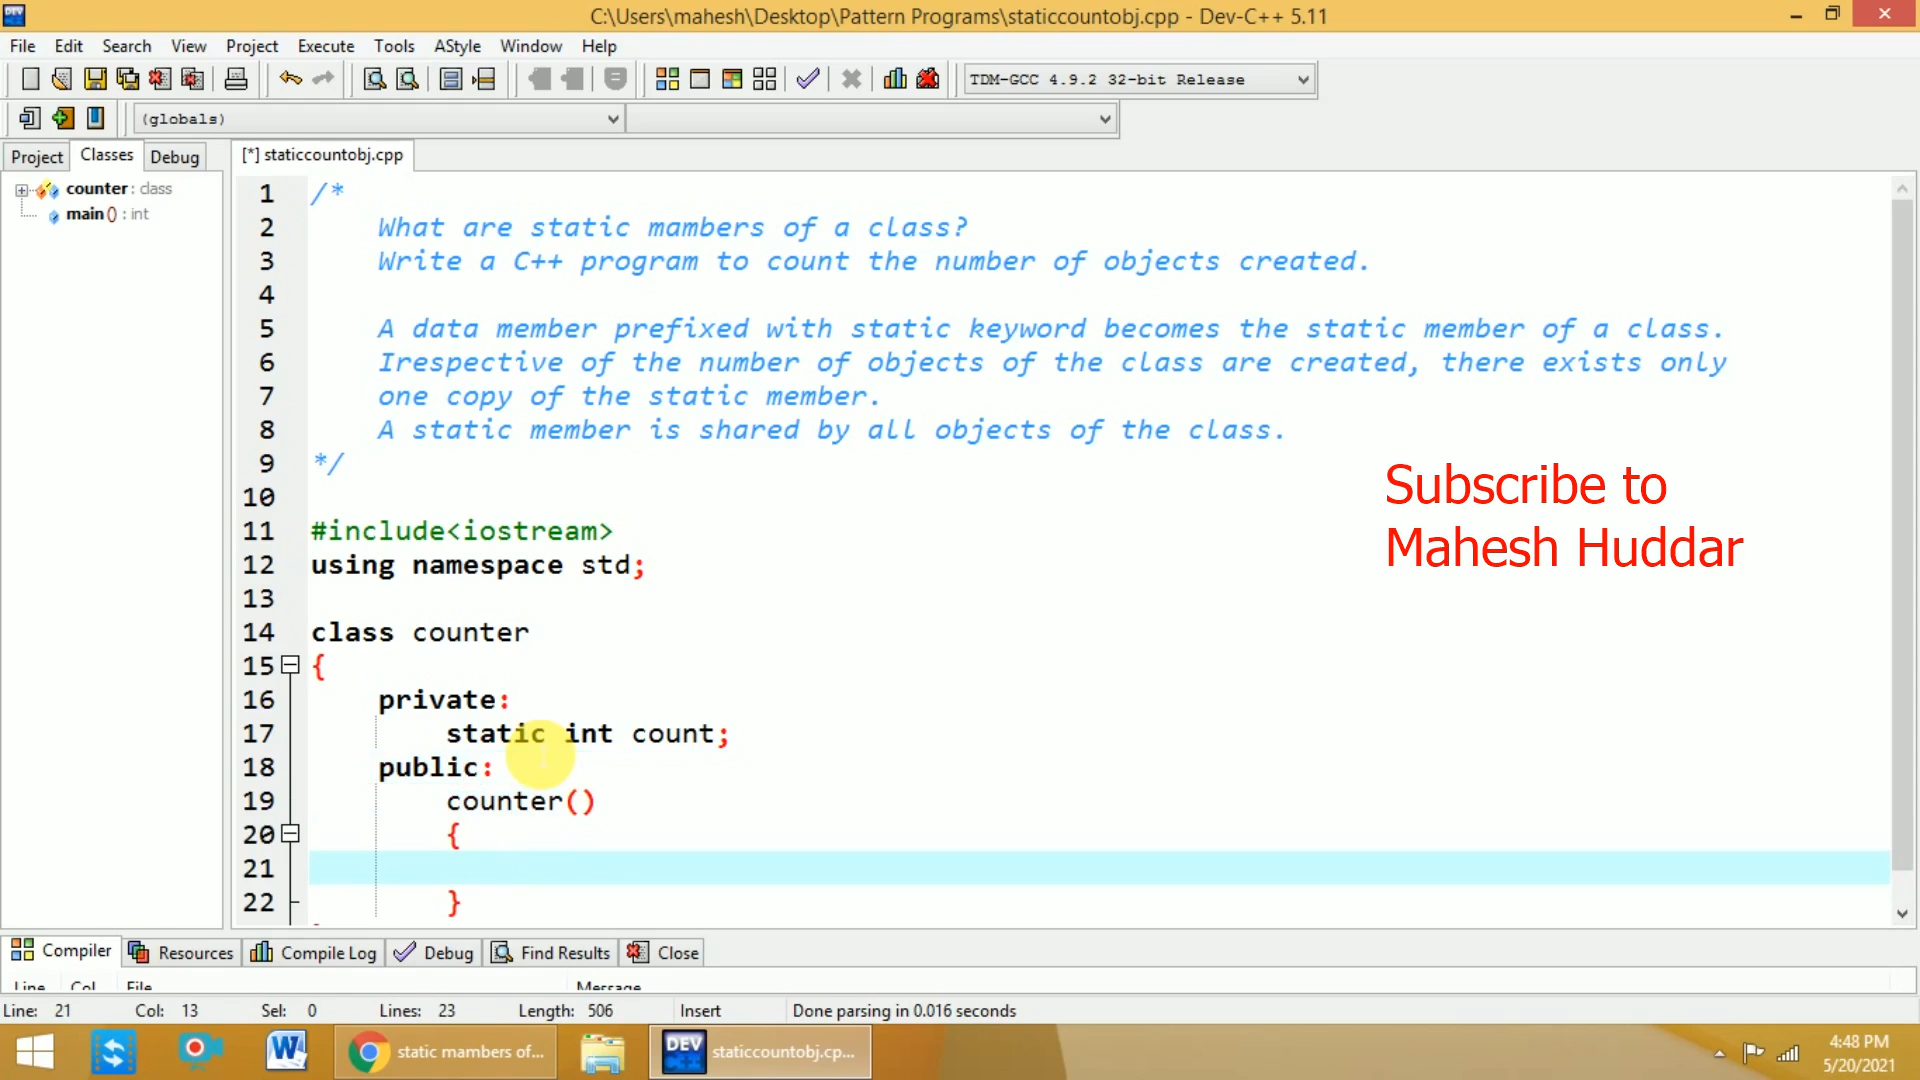 C:\Users\mahesh\Desktop\Pattern Programs\staticcountobj.cpp - Dev-C++ 5.11
File Edit Search View Project Execute Tools AStyle Window Help
TDM-GCC 4.9.2 32-bit Release
(globals)
Project Classes Debug
[*] staticcountobj.cpp
counter : class
main () : int
1 /*
2 What are static mambers of a class?
3 Write a C++ program to count the number of objects created.
4
5 A data member prefixed with static keyword becomes the static member of a class.
6 Irespective of the number of objects of the class are created, there exists only
7 one copy of the static member.
8 A static member is shared by all objects of the class.
9 */
10
11 #include<iostream>
12 using namespace std;
13
14 class counter
15 {
16 private:
17 static int count;
18 public:
19 counter()
20 {
21
22 }
Subscribe to
Mahesh Huddar
Compiler Resources Compile Log Debug Find Results Close
Line Col File Message
Line: 21 Col: 13 Sel: 0 Lines: 23 Length: 506 Insert Done parsing in 0.016 seconds
static mambers of...
DEV C++
staticcountobj.cp...
4:48 PM
5/20/2021